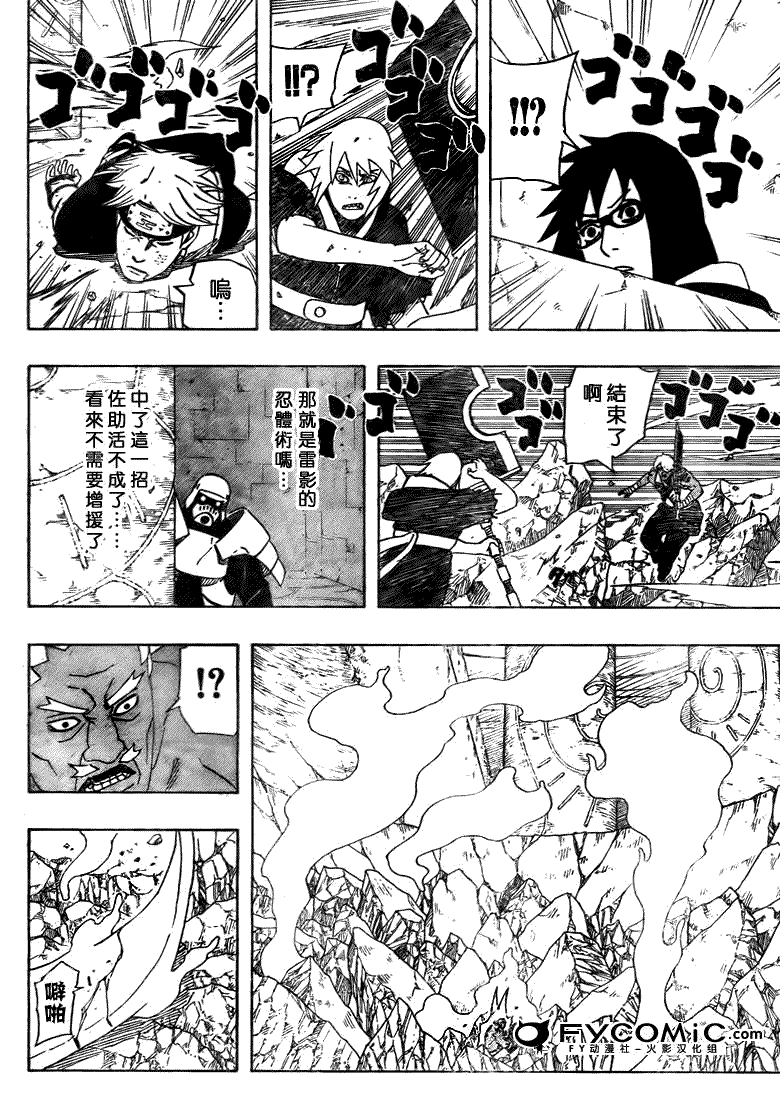 !!!?
ゴゴゴゴ
!!?
ゴゴゴゴ
ゴゴゴゴ
嗚…
結束了
啊
ゴゴゴ
ゴゴ
那就是雷影的
忍體術嗎…
中了這一招
佐助活不成了……
看來不需要增援了
!?
噼啪
FYCOMiC.com
FY动漫社-火影汉化组